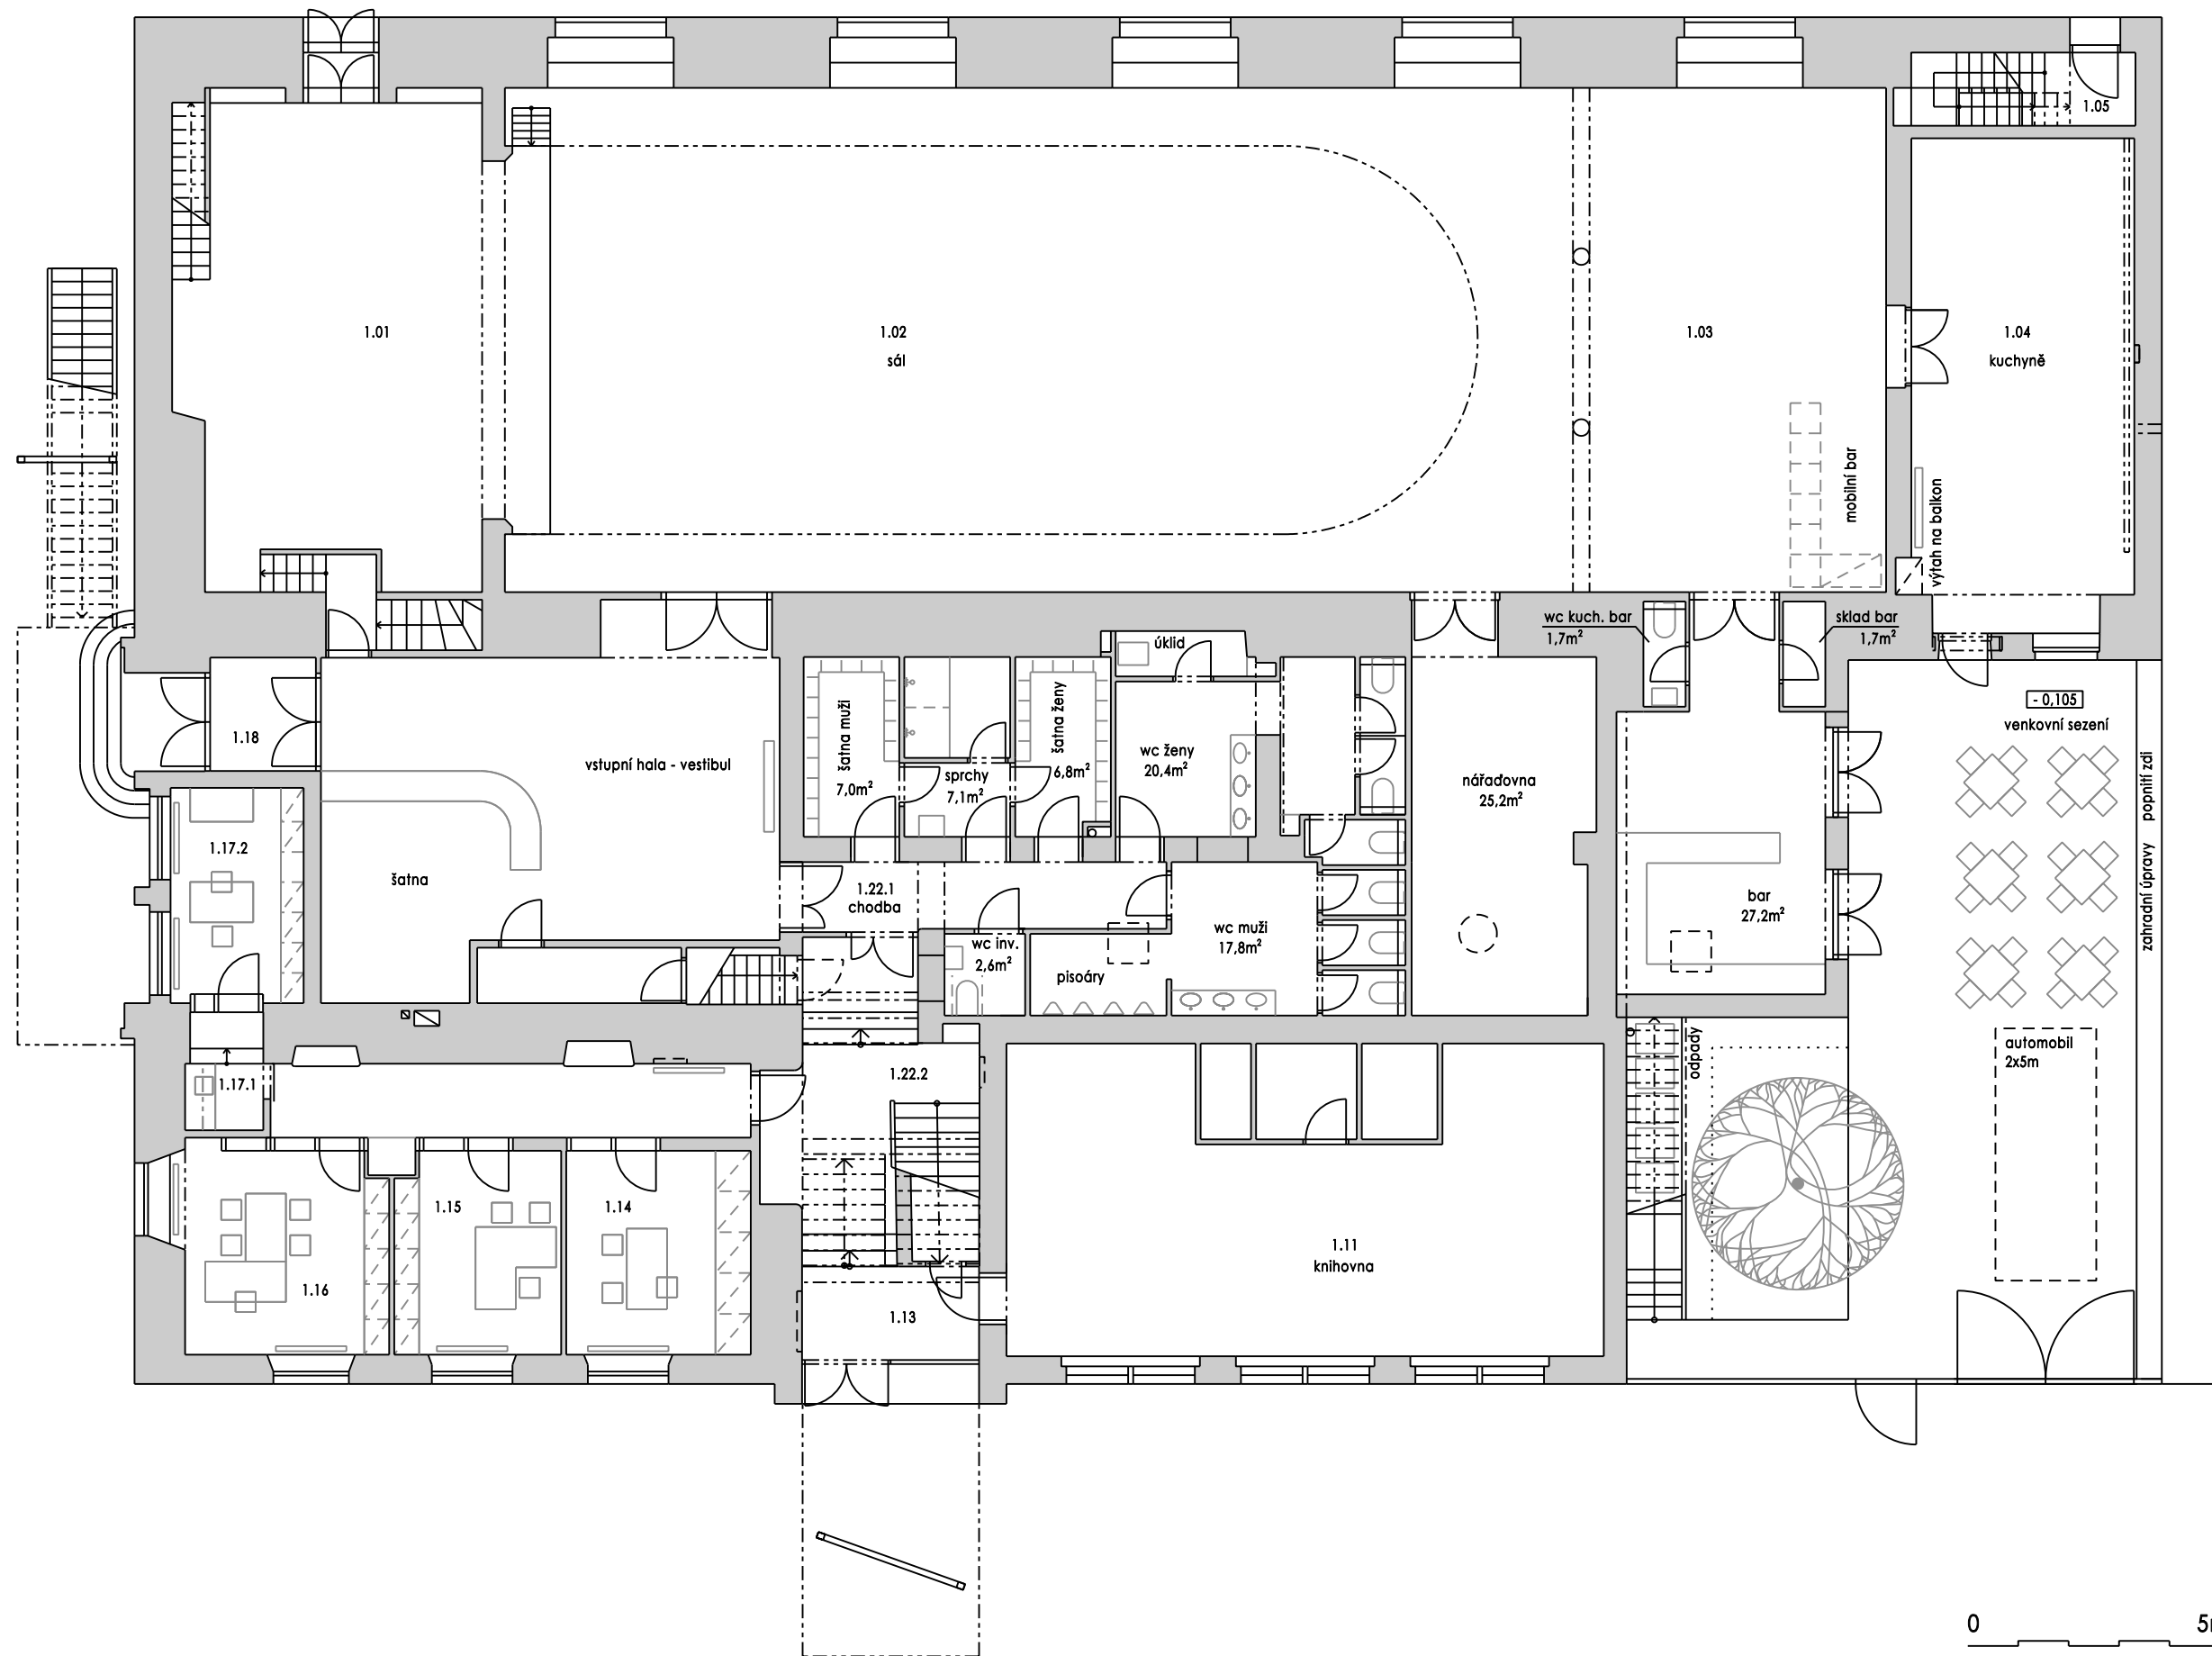 1.05
1.01
1.02
sál
1.03
1.04
kuchyně
mobilní bar
výtah na balkon
wc kuch. bar
1,7m²
sklad bar
1,7m²
úklid
- 0,105
venkovní sezení
1.18
vstupní hala - vestibul
šatna muži
7,0m²
sprchy
7,1m²
šatna ženy
6,8m²
wc ženy
20,4m²
nářaďovna
25,2m²
zahradní úpravy popnití zdi
1.17.2
šatna
1.22.1
chodba
bar
27,2m²
wc muži
17,8m²
wc inv.
2,6m²
pisoáry
odpady
automobil
2x5m
1.17.1
1.22.2
1.15
1.14
1.16
1.11
knihovna
1.13
0
5